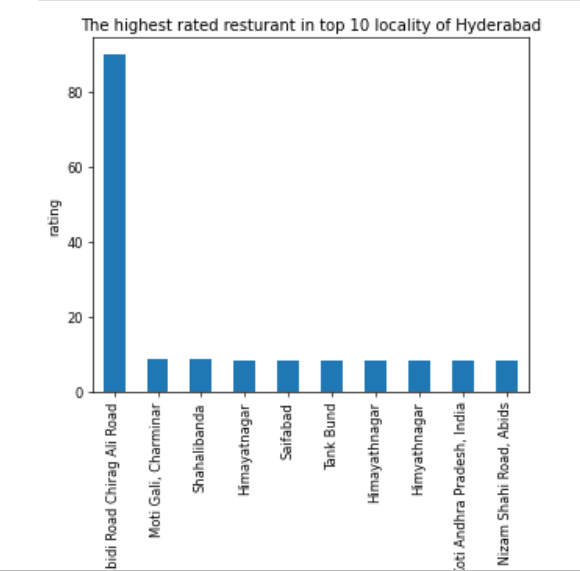 The highest rated resturant in top 10 locality of Hyderabad
80
60
40
20
0
rating
bidi Road Chirag Ali Road
Moti Gali, Charminar
Shahalibanda
Himayatnagar
Saifabad
Tank Bund
Himayathnagar
Himyathnagar
oti Andhra Pradesh, India
Nizam Shahi Road, Abids